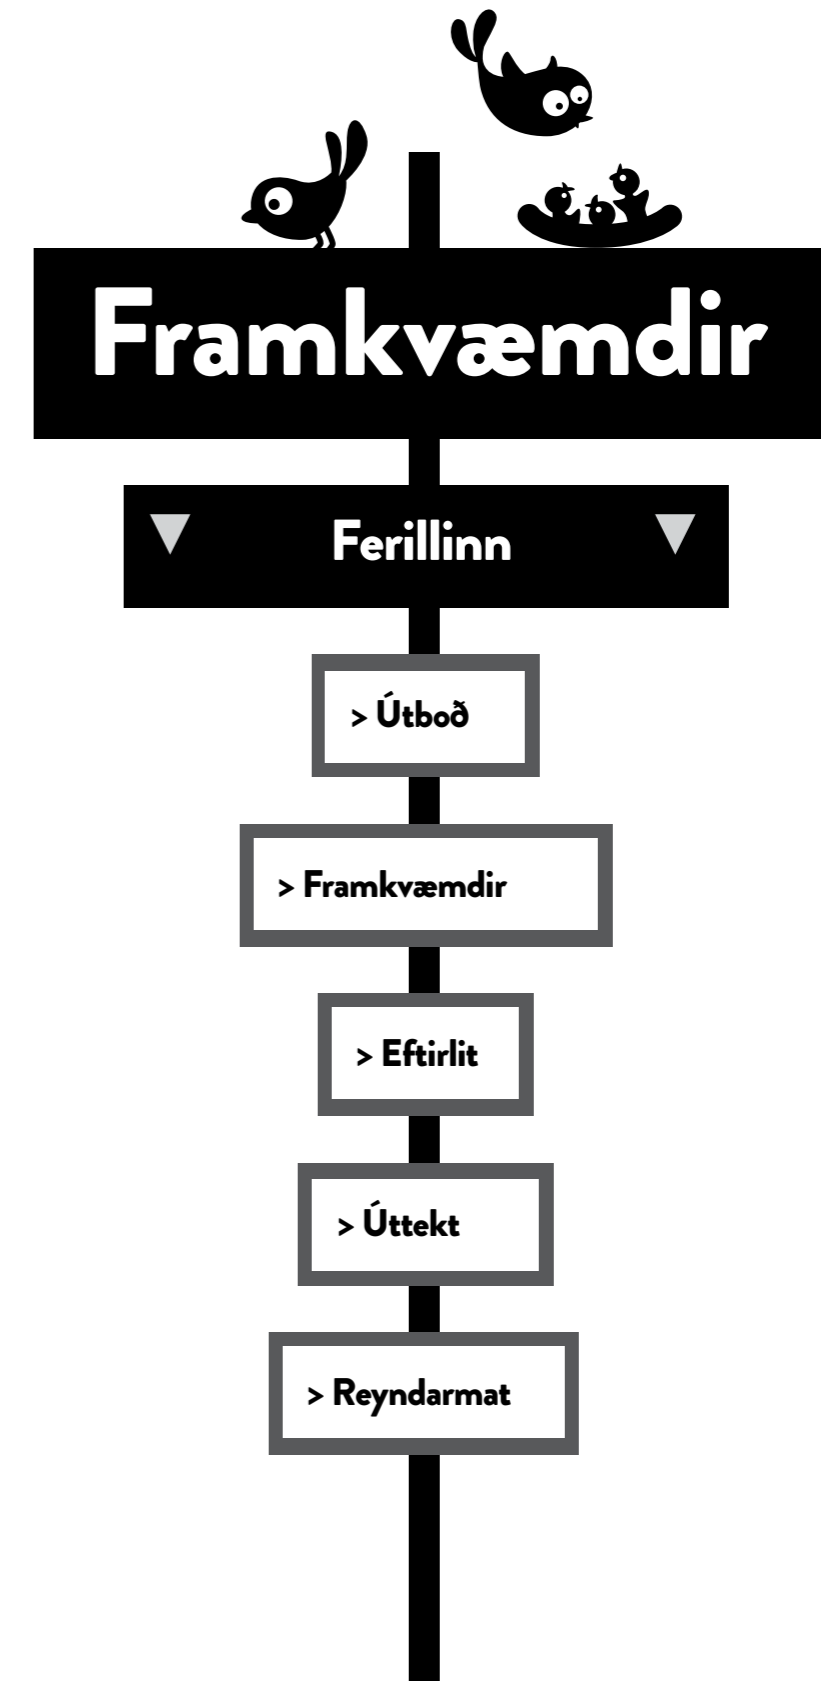 Framkvæmdir
Ferillinn
> Útboð
> Framkvæmdir
> Eftirlit
> Úttekt
> Reyndarmat